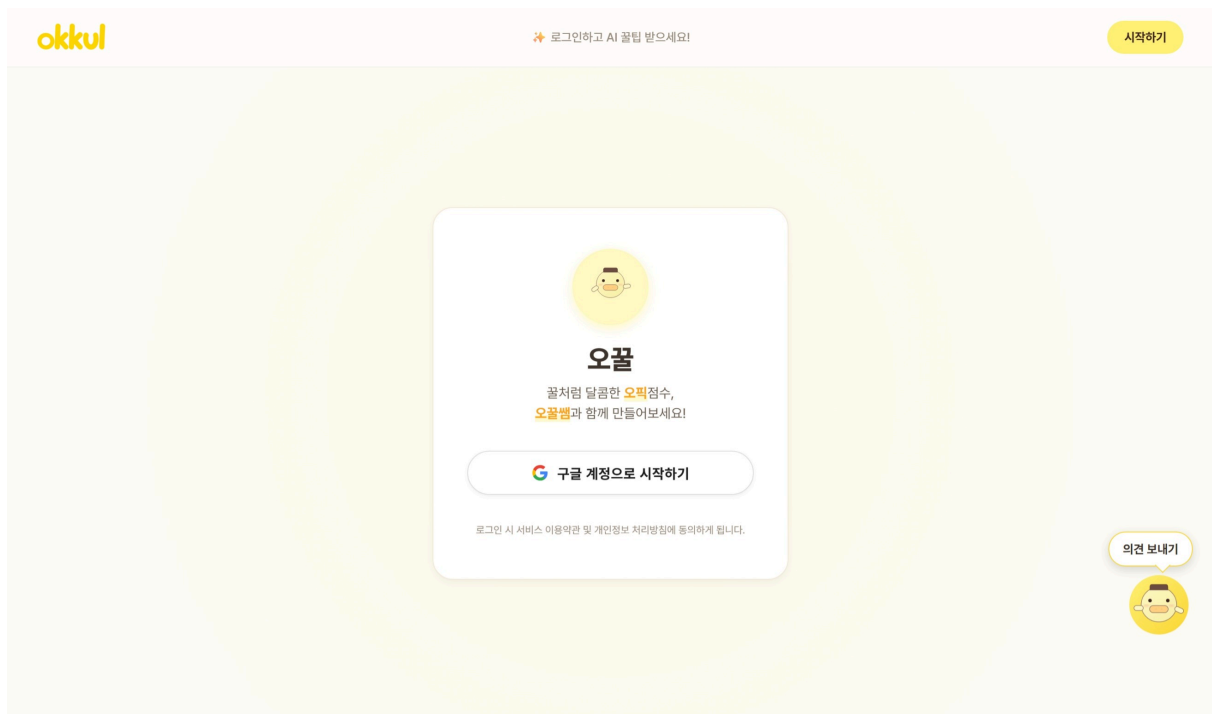 okkul
✨ 로그인하고 AI 꿀팁 받으세요!
시작하기
오꿀
꿀처럼 달콤한 오픽점수,
오꿀쌤과 함께 만들어보세요!
구글 계정으로 시작하기
로그인 시 서비스 이용약관 및 개인정보 처리방침에 동의하게 됩니다.
의견 보내기